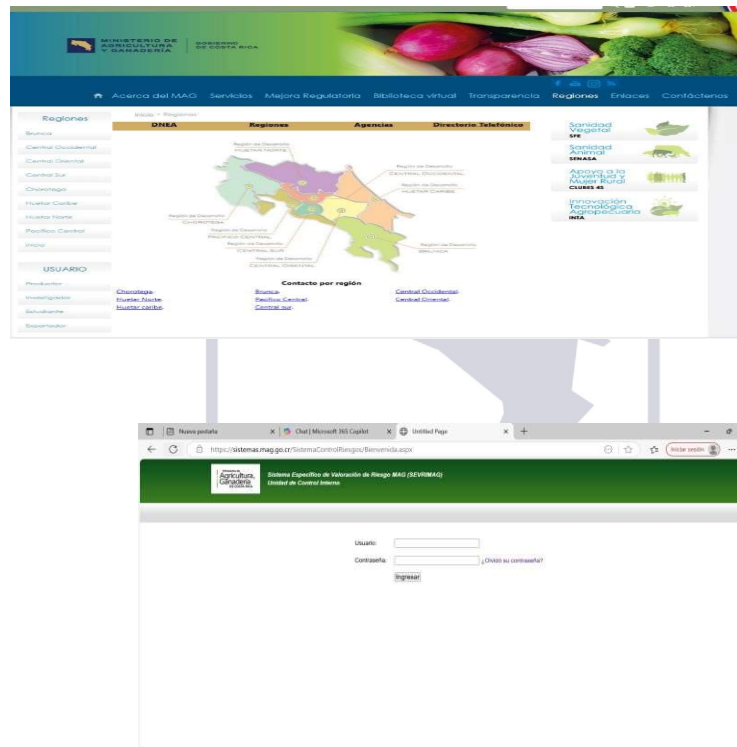 MINISTERIO DE
AGRICULTURA
Y GANADERÍA
GOBIERNO
DE COSTA RICA
Acerca del MAG Servicios Mejora Regulatoria Biblioteca virtual Transparencia Regiones Enlaces Contáctenos
Regiones
Brunca
Central Occidental
Central Oriental
Central Sur
Chorotega
Huetar Caribe
Huetar Norte
Pacífico Central
Inicio
USUARIO
Productor
Investigador
Estudiante
Exportador
Inicio > Regiones
DNEA Regiones Agencias Directorio Telefónico
Región de Desarrollo
HUETAR NORTE
Región de Desarrollo
CENTRAL OCCIDENTAL
Región de Desarrollo
HUETAR CARIBE
Región de Desarrollo
CHOROTEGA
Región de Desarrollo
PACIFICO CENTRAL
Región de Desarrollo
CENTRAL SUR
Región de Desarrollo
BRUNCA
Región de Desarrollo
CENTRAL ORIENTAL
Contacto por región
Chorotega. Brunca. Central Occidental.
Huetar Norte. Pacífico Central. Central Oriental.
Huetar caribe. Central sur.
Sanidad
Vegetal
SFE
Sanidad
Animal
SENASA
Apoyo a la
Juventud y
Mujer Rural
CLUBES 4S
Innovación
Tecnológica
Agropecuaria
INTA
Nueva pestaña Chat | Microsoft 365 Copilot Untitled Page
https://sistemas.mag.go.cr/SistemaControlRiesgos/Bienvenida.aspx Iniciar sesión
Agricultura,
Ganadería
Sistema Específico de Valoración de Riesgo MAG (SEVRIMAG)
Unidad de Control Interno
Usuario:
Contraseña: ¿Olvidó su contraseña?
Ingresar